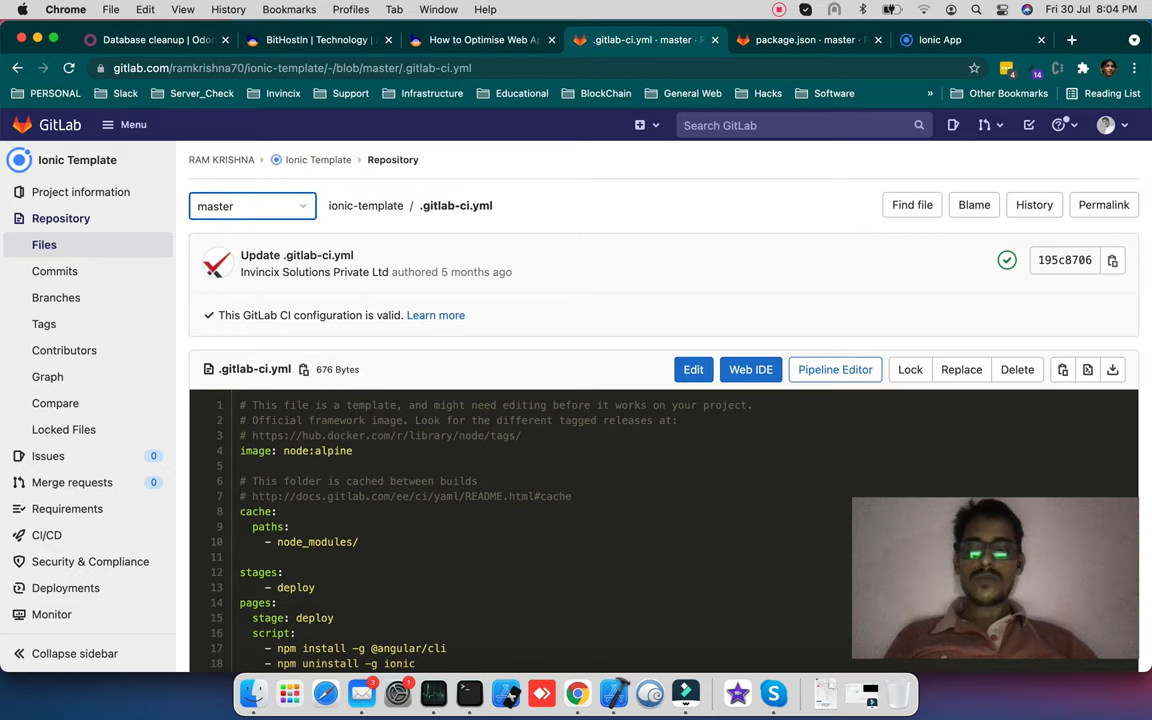 Chrome File Edit View History Bookmarks Profiles Tab Window Help Fri 30 Jul 8:04 PM
Database cleanup | Odoo BitHostIn | Technology | How to Optimise Web Ap .gitlab-ci.yml · master · package.json · master · Ionic App
gitlab.com/ramkrishna70/ionic-template/-/blob/master/.gitlab-ci.yml 4 14
PERSONAL Slack Server_Check Invincix Support Infrastructure Educational BlockChain General Web Hacks Software » Other Bookmarks Reading List
GitLab Menu Search GitLab
Ionic Template
Project information
Repository
Files
Commits
Branches
Tags
Contributors
Graph
Compare
Locked Files
Issues 0
Merge requests 0
Requirements
CI/CD
Security & Compliance
Deployments
Monitor
Collapse sidebar
RAM KRISHNA > Ionic Template > Repository
master ionic-template / .gitlab-ci.yml Find file Blame History Permalink
Update .gitlab-ci.yml
Invincix Solutions Private Ltd authored 5 months ago
195c8706
This GitLab CI configuration is valid. Learn more
.gitlab-ci.yml 676 Bytes Edit Web IDE Pipeline Editor Lock Replace Delete
1 # This file is a template, and might need editing before it works on your project.
2 # Official framework image. Look for the different tagged releases at:
3 # https://hub.docker.com/r/library/node/tags/
4 image: node:alpine
5
6 # This folder is cached between builds
7 # http://docs.gitlab.com/ee/ci/yaml/README.html#cache
8 cache:
9 paths:
10 - node_modules/
11
12 stages:
13 - deploy
14 pages:
15 stage: deploy
16 script:
17 - npm install -g @angular/cli
18 - npm uninstall -g ionic
3 1